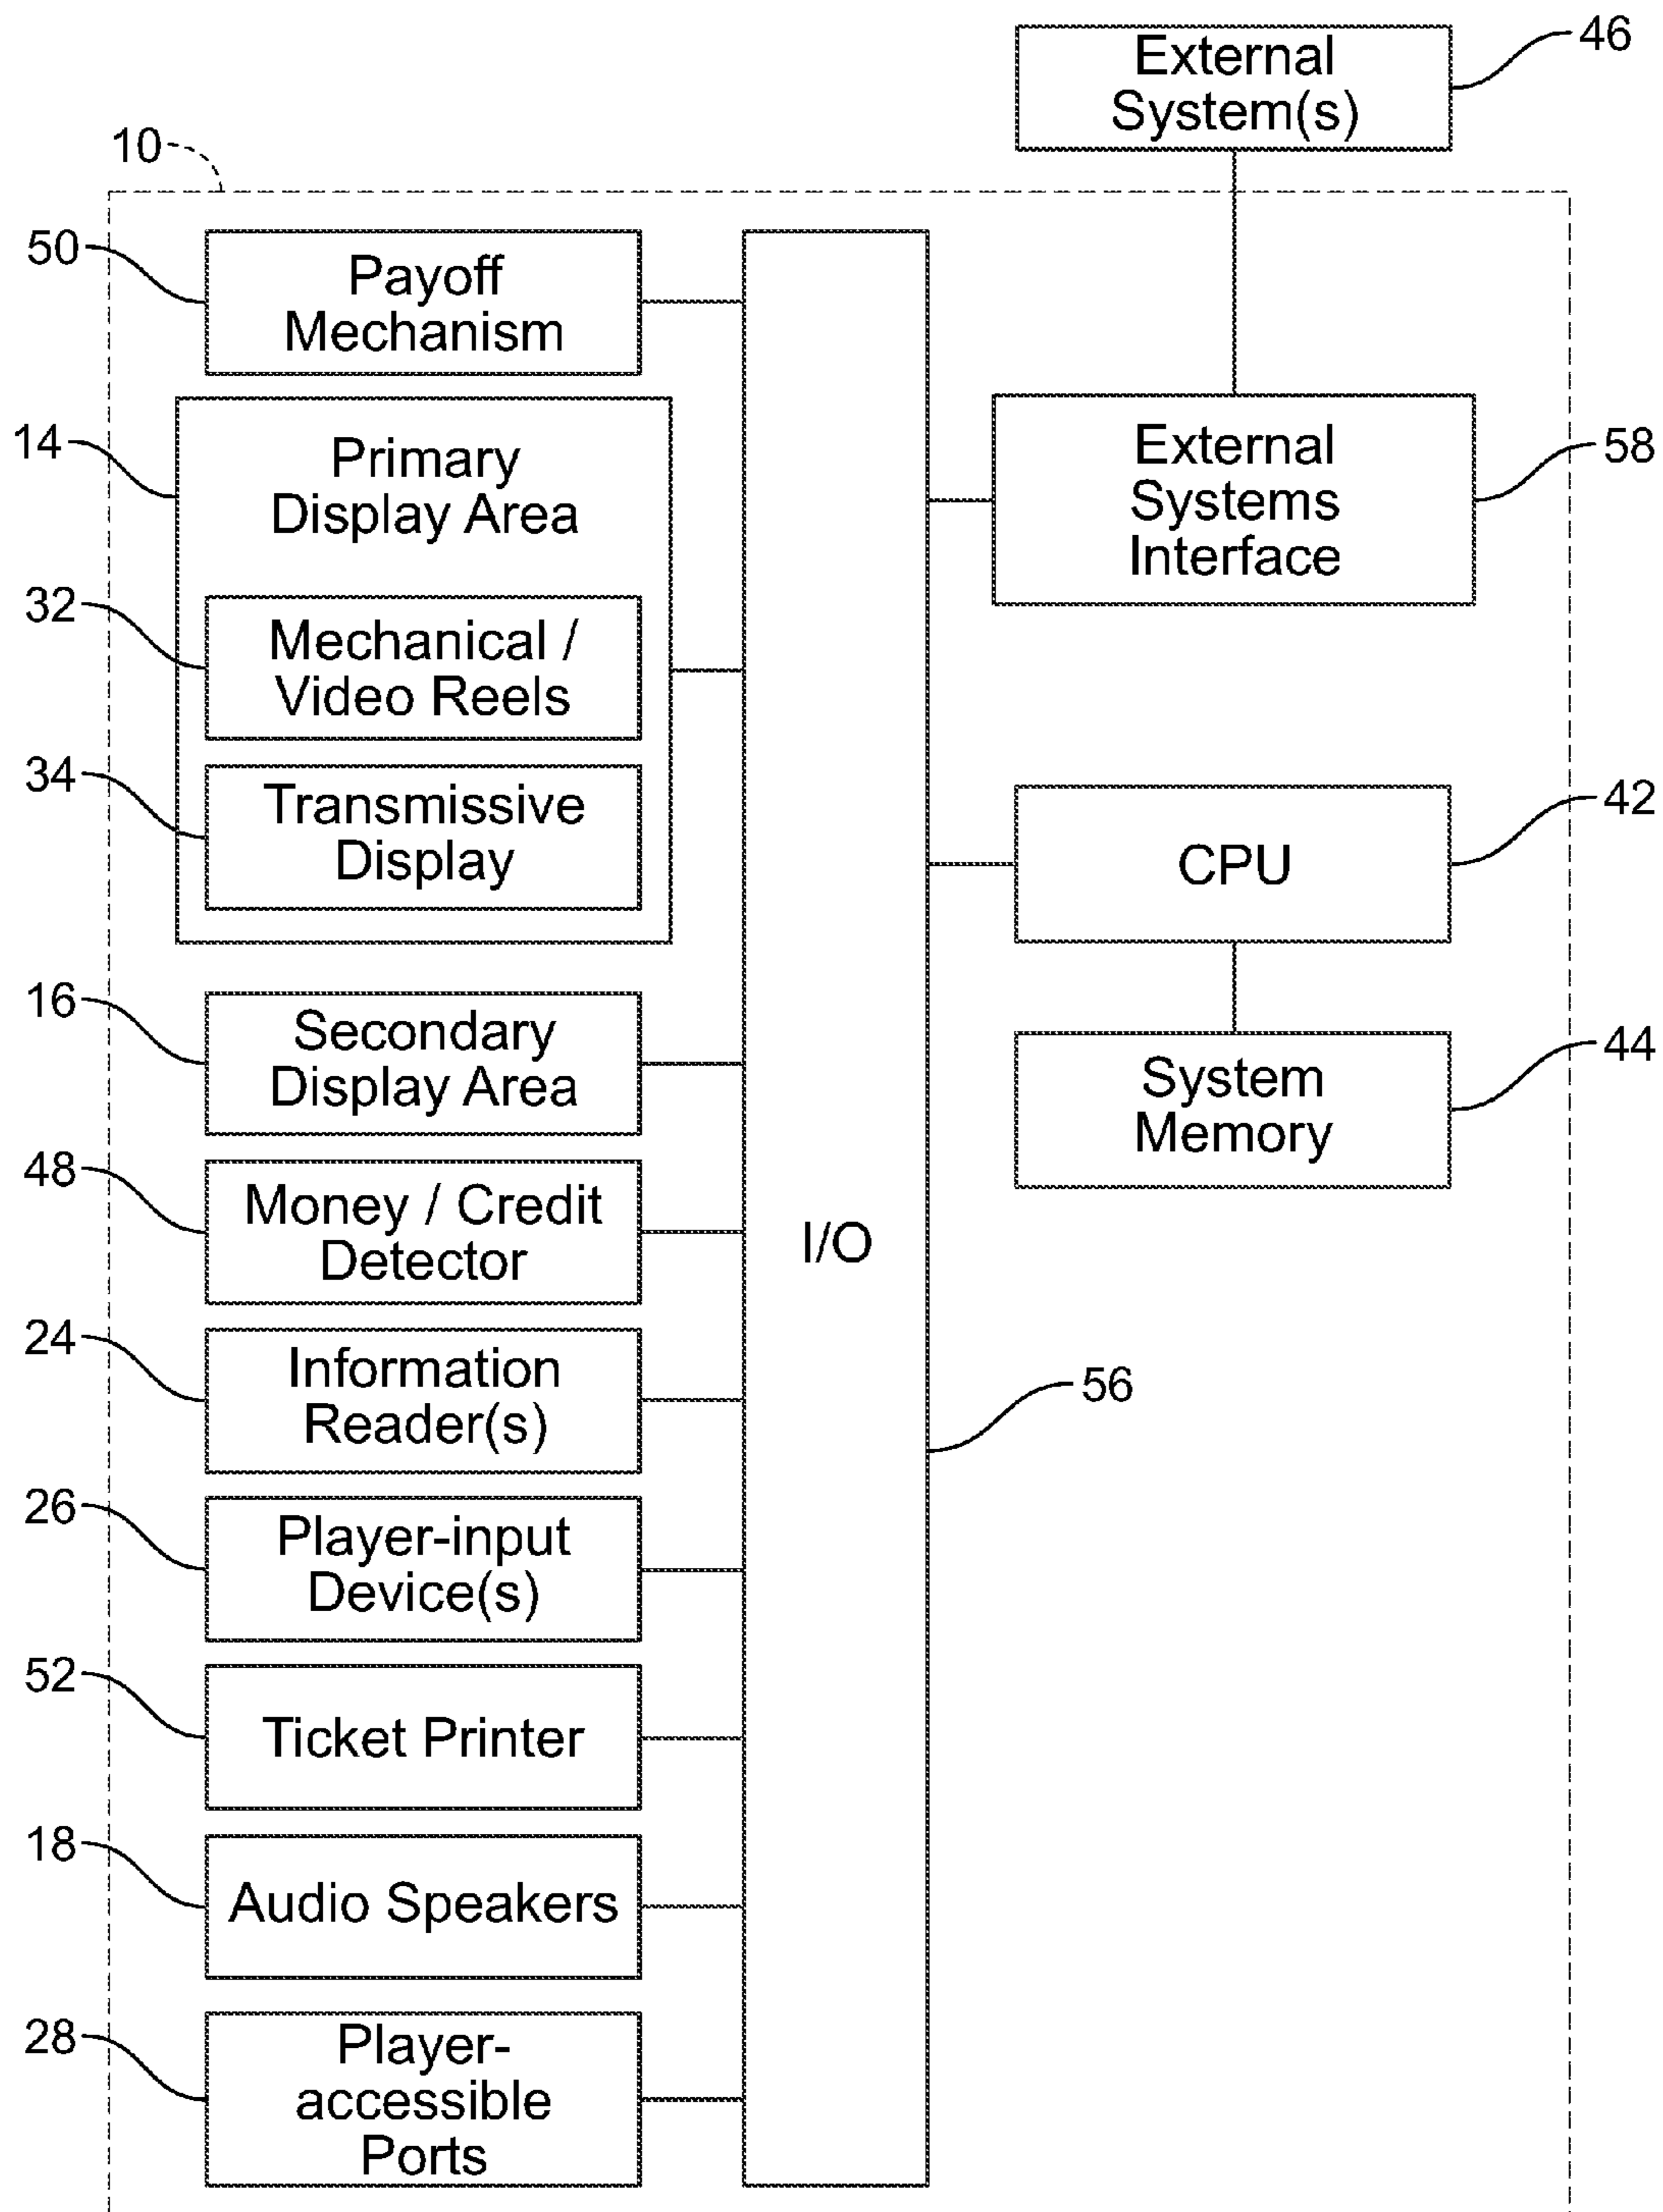 External
System(s)
46
10
50
Payoff
Mechanism
14
Primary
Display Area
32
Mechanical /
Video Reels
34
Transmissive
Display
16
Secondary
Display Area
48
Money / Credit
Detector
24
Information
Reader(s)
26
Player-input
Device(s)
52
Ticket Printer
18
Audio Speakers
28
Player-
accessible
Ports
I/O
56
External
Systems
Interface
58
CPU
42
System
Memory
44